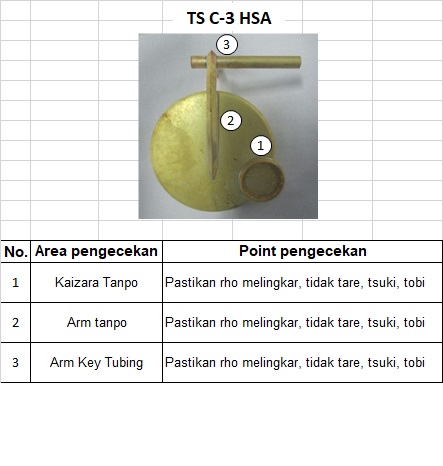 TS C-3 HSA
3
2
1
No. Area pengecekan Point pengecekan
1 Kaizara Tanpo Pastikan rho melingkar, tidak tare, tsuki, tobi
2 Arm tanpo Pastikan rho melingkar, tidak tare, tsuki, tobi
3 Arm Key Tubing Pastikan rho melingkar, tidak tare, tsuki, tobi